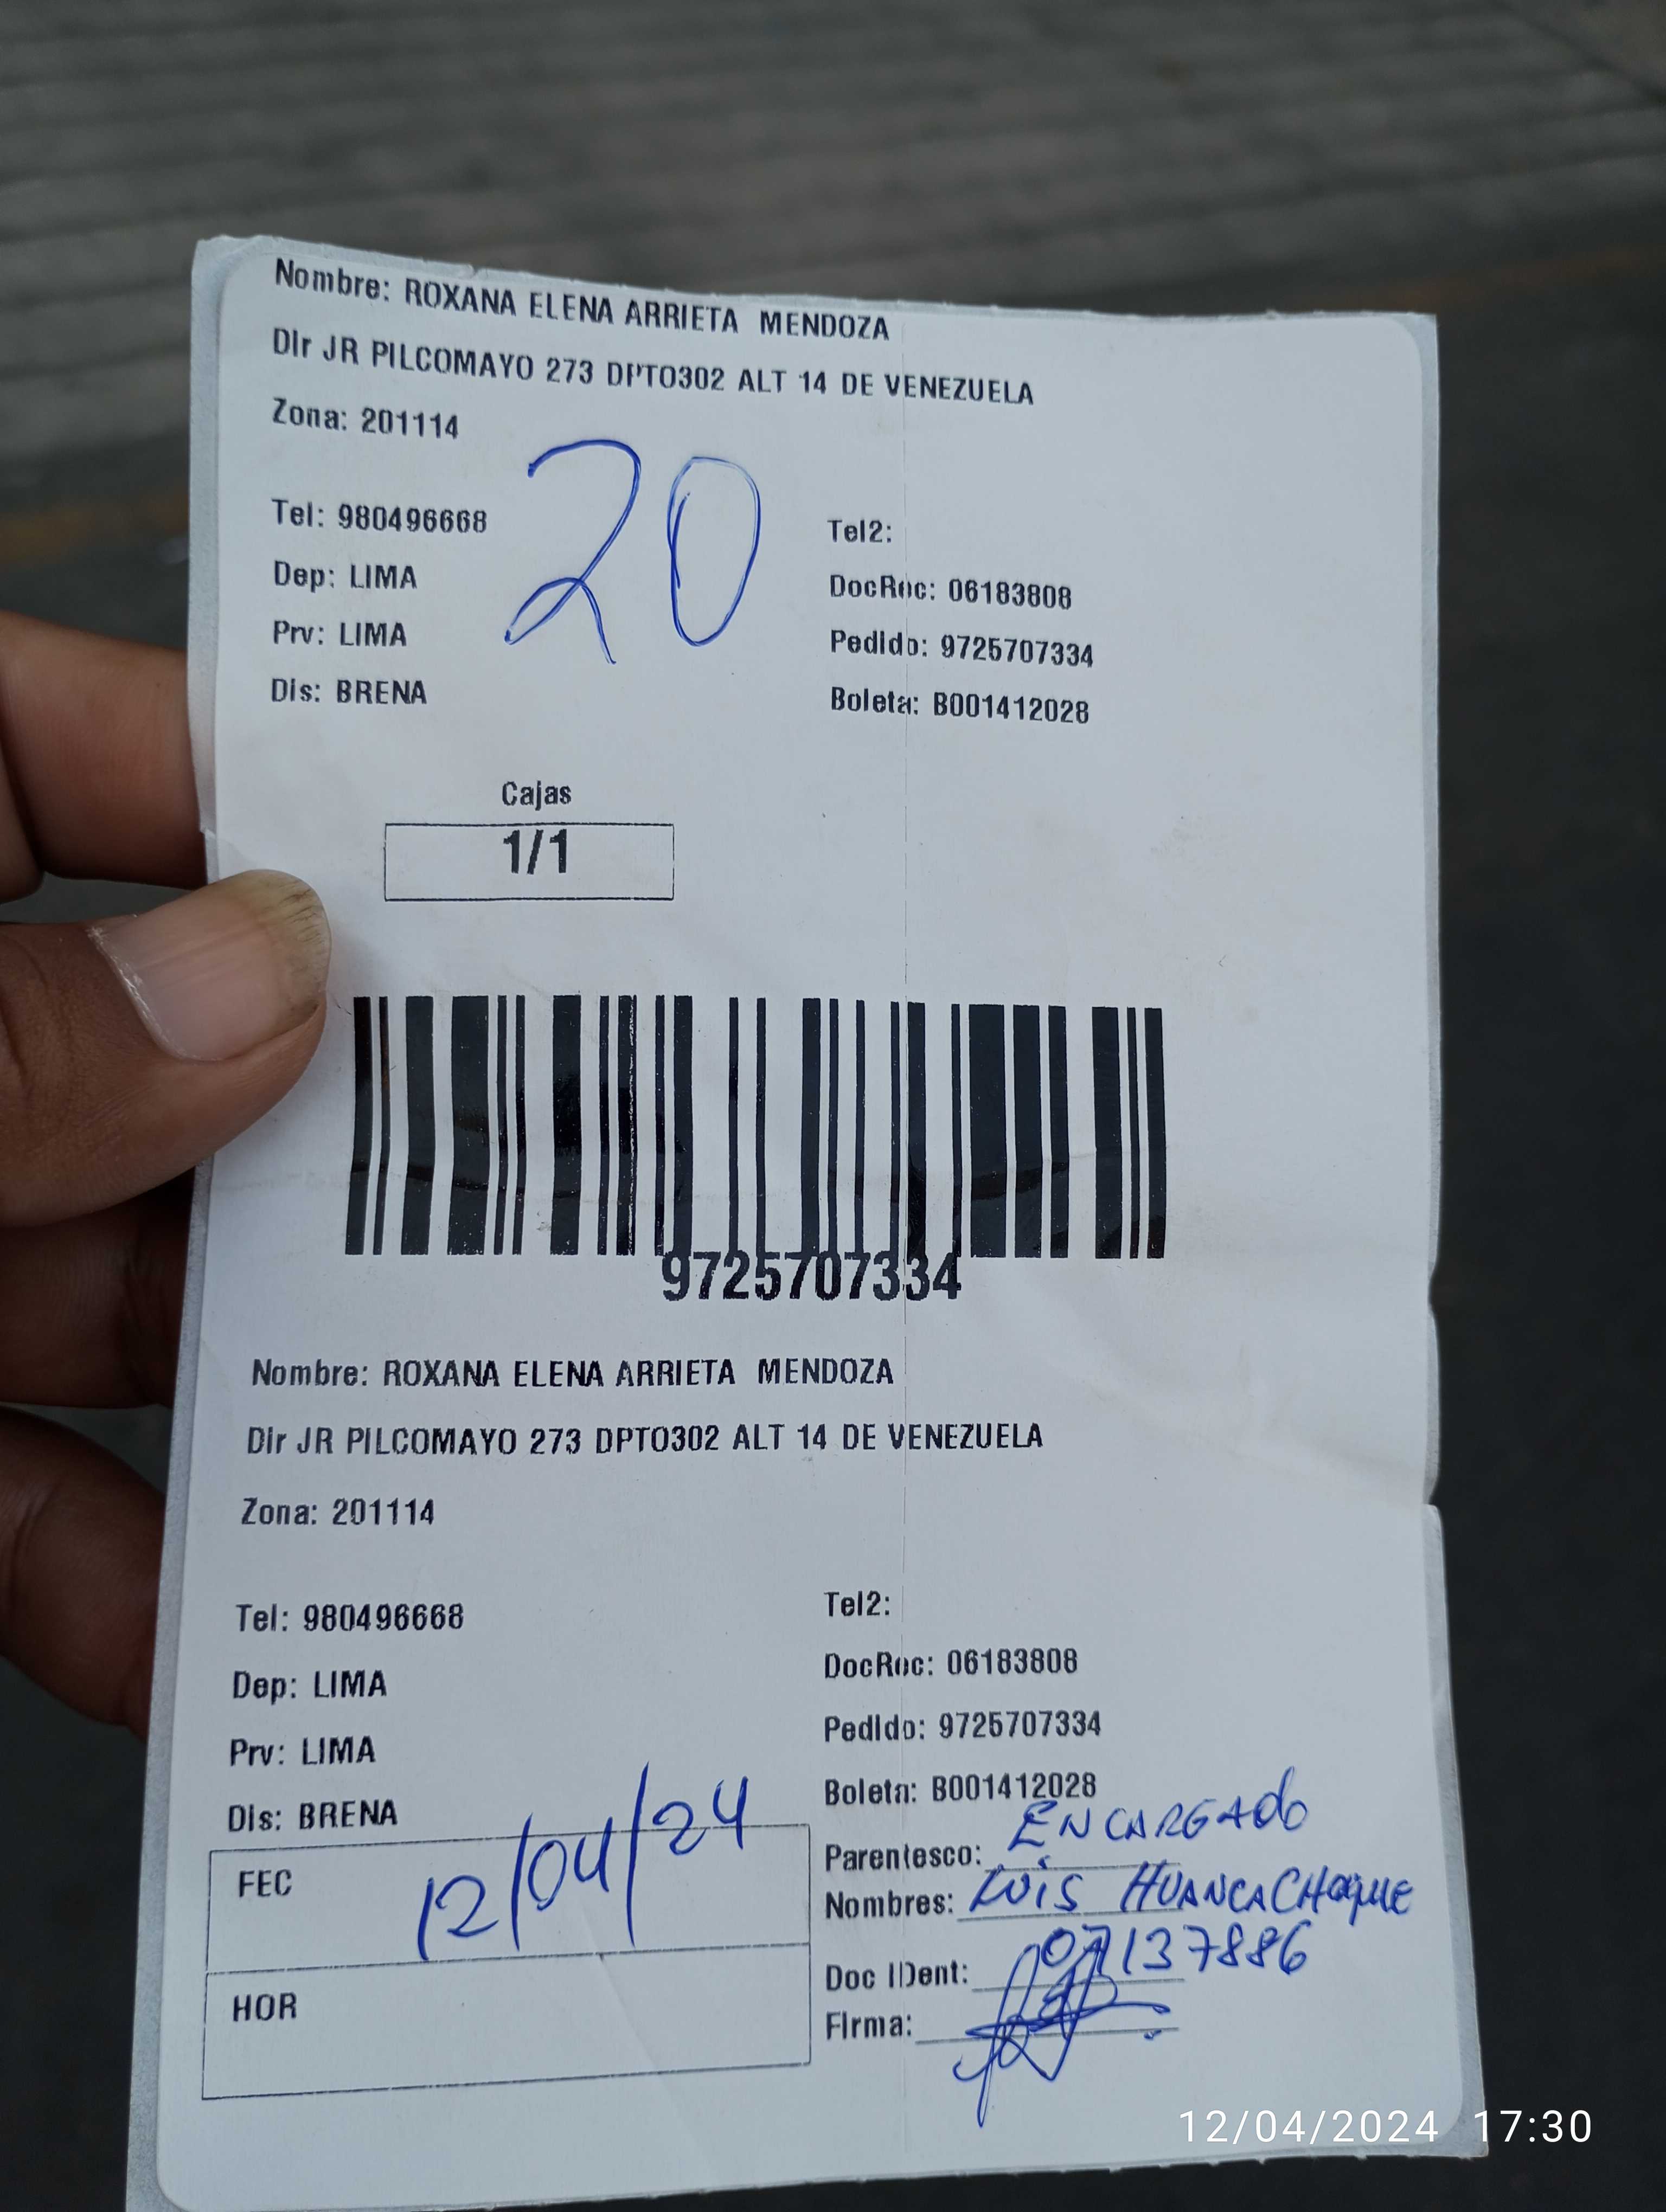 Nombre: ROXANA ELENA ARRIETA MENDOZA
Dir JR PILCOMAYO 273 DPTO302 ALT 14 DE VENEZUELA
Zona: 201114
20
Tel: 980496668 Tel2:
Dep: LIMA DocRec: 06183808
Prv: LIMA Pedido: 9725707334
Dis: BRENA Boleta: B001412028
Cajas
1/1
9725707334
Nombre: ROXANA ELENA ARRIETA MENDOZA
Dir JR PILCOMAYO 273 DPTO302 ALT 14 DE VENEZUELA
Zona: 201114
Tel: 980496668 Tel2:
Dep: LIMA DocRec: 06183808
Prv: LIMA Pedido: 9725707334
Dis: BRENA Boleta: B001412028
FEC 12/04/24
HOR
Parentesco: ENCARGADO
Nombres: LUIS HUANCACHOQUE
Doc IDent: 07137886
Firma:
12/04/2024 17:30